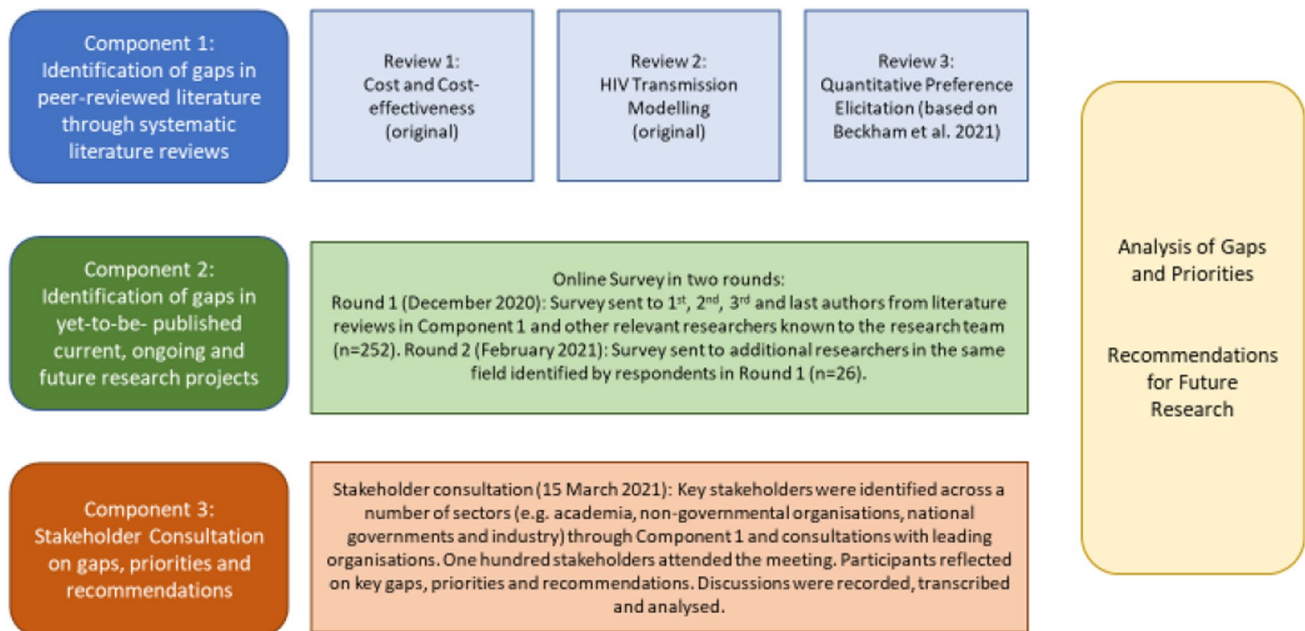 Component 1:
Identification of gaps in
peer-reviewed literature
through systematic
literature reviews
Review 1:
Cost and Cost-
effectiveness
(original)
Review 2:
HIV Transmission
Modelling
(original)
Review 3:
Quantitative Preference
Elicitation (based on
Beckham et al. 2021)
Component 2:
Identification of gaps in
yet-to-be- published
current, ongoing and
future research projects
Online Survey in two rounds:
Round 1 (December 2020): Survey sent to 1st, 2nd, 3rd and last authors from literature
reviews in Component 1 and other relevant researchers known to the research team
(n=252). Round 2 (February 2021): Survey sent to additional researchers in the same
field identified by respondents in Round 1 (n=26).
Component 3:
Stakeholder Consultation
on gaps, priorities and
recommendations
Stakeholder consultation (15 March 2021): Key stakeholders were identified across a
number of sectors (e.g. academia, non-governmental organisations, national
governments and industry) through Component 1 and consultations with leading
organisations. One hundred stakeholders attended the meeting. Participants reflected
on key gaps, priorities and recommendations. Discussions were recorded, transcribed
and analysed.
Analysis of Gaps
and Priorities
Recommendations
for Future
Research